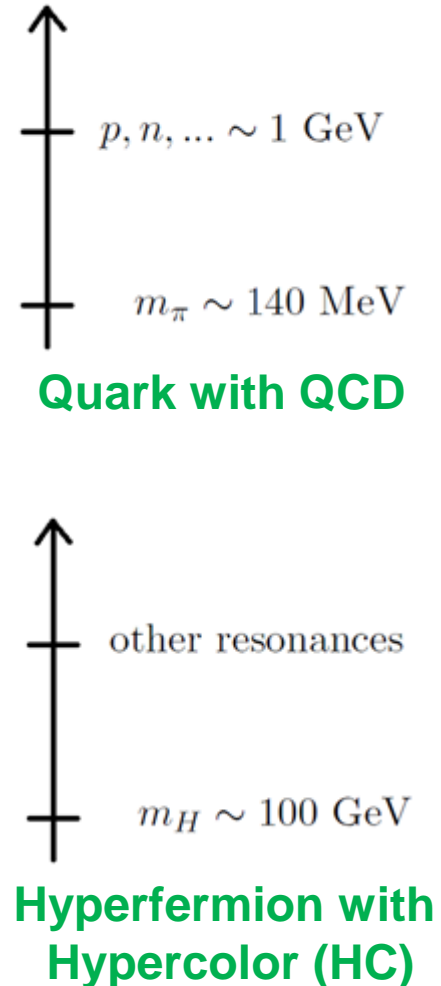 p, n, ... ∼ 1 GeV
m_π ∼ 140 MeV
Quark with QCD
other resonances
m_H ∼ 100 GeV
Hyperfermion with
Hypercolor (HC)